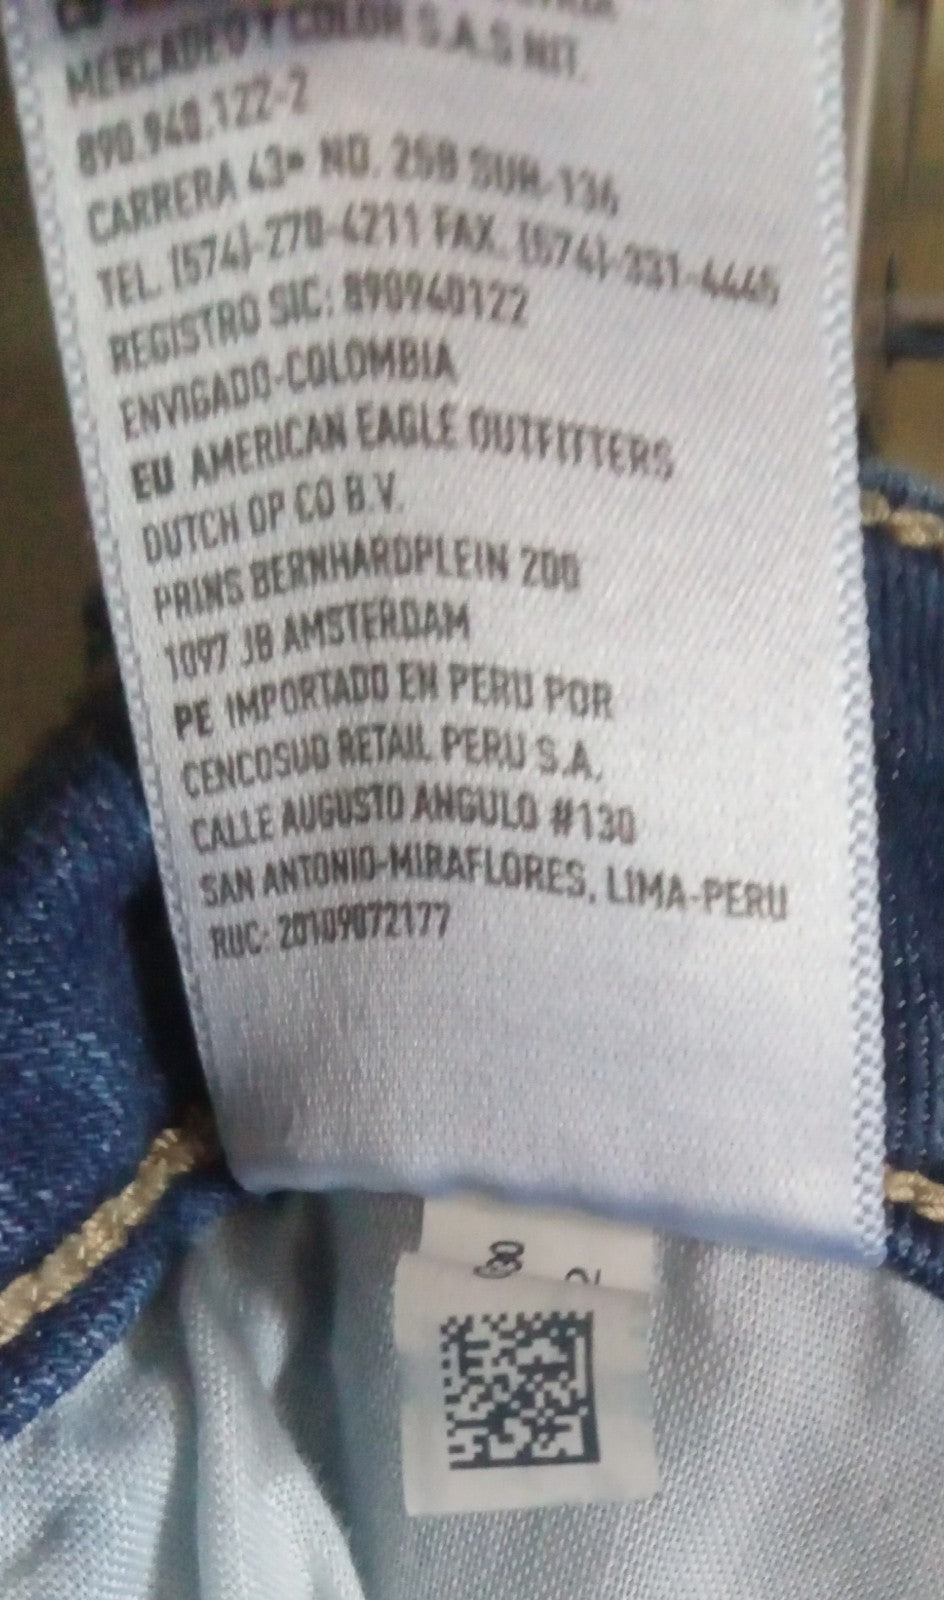 MERCADEO Y COLOR S.A.S NIT.
890.940.122-2
CARRERA 43ª NO. 25B SUR-136
TEL. (574)-270-4211 FAX. (574)-331-4445
REGISTRO SIC: 890940122
ENVIGADO-COLOMBIA
EU AMERICAN EAGLE OUTFITTERS
DUTCH OP CO B.V.
PRINS BERNHARDPLEIN 200
1097 JB AMSTERDAM
PE IMPORTADO EN PERU POR
CENCOSUD RETAIL PERU S.A.
CALLE AUGUSTO ANGULO #130
SAN ANTONIO-MIRAFLORES, LIMA-PERU
RUC: 20109072177